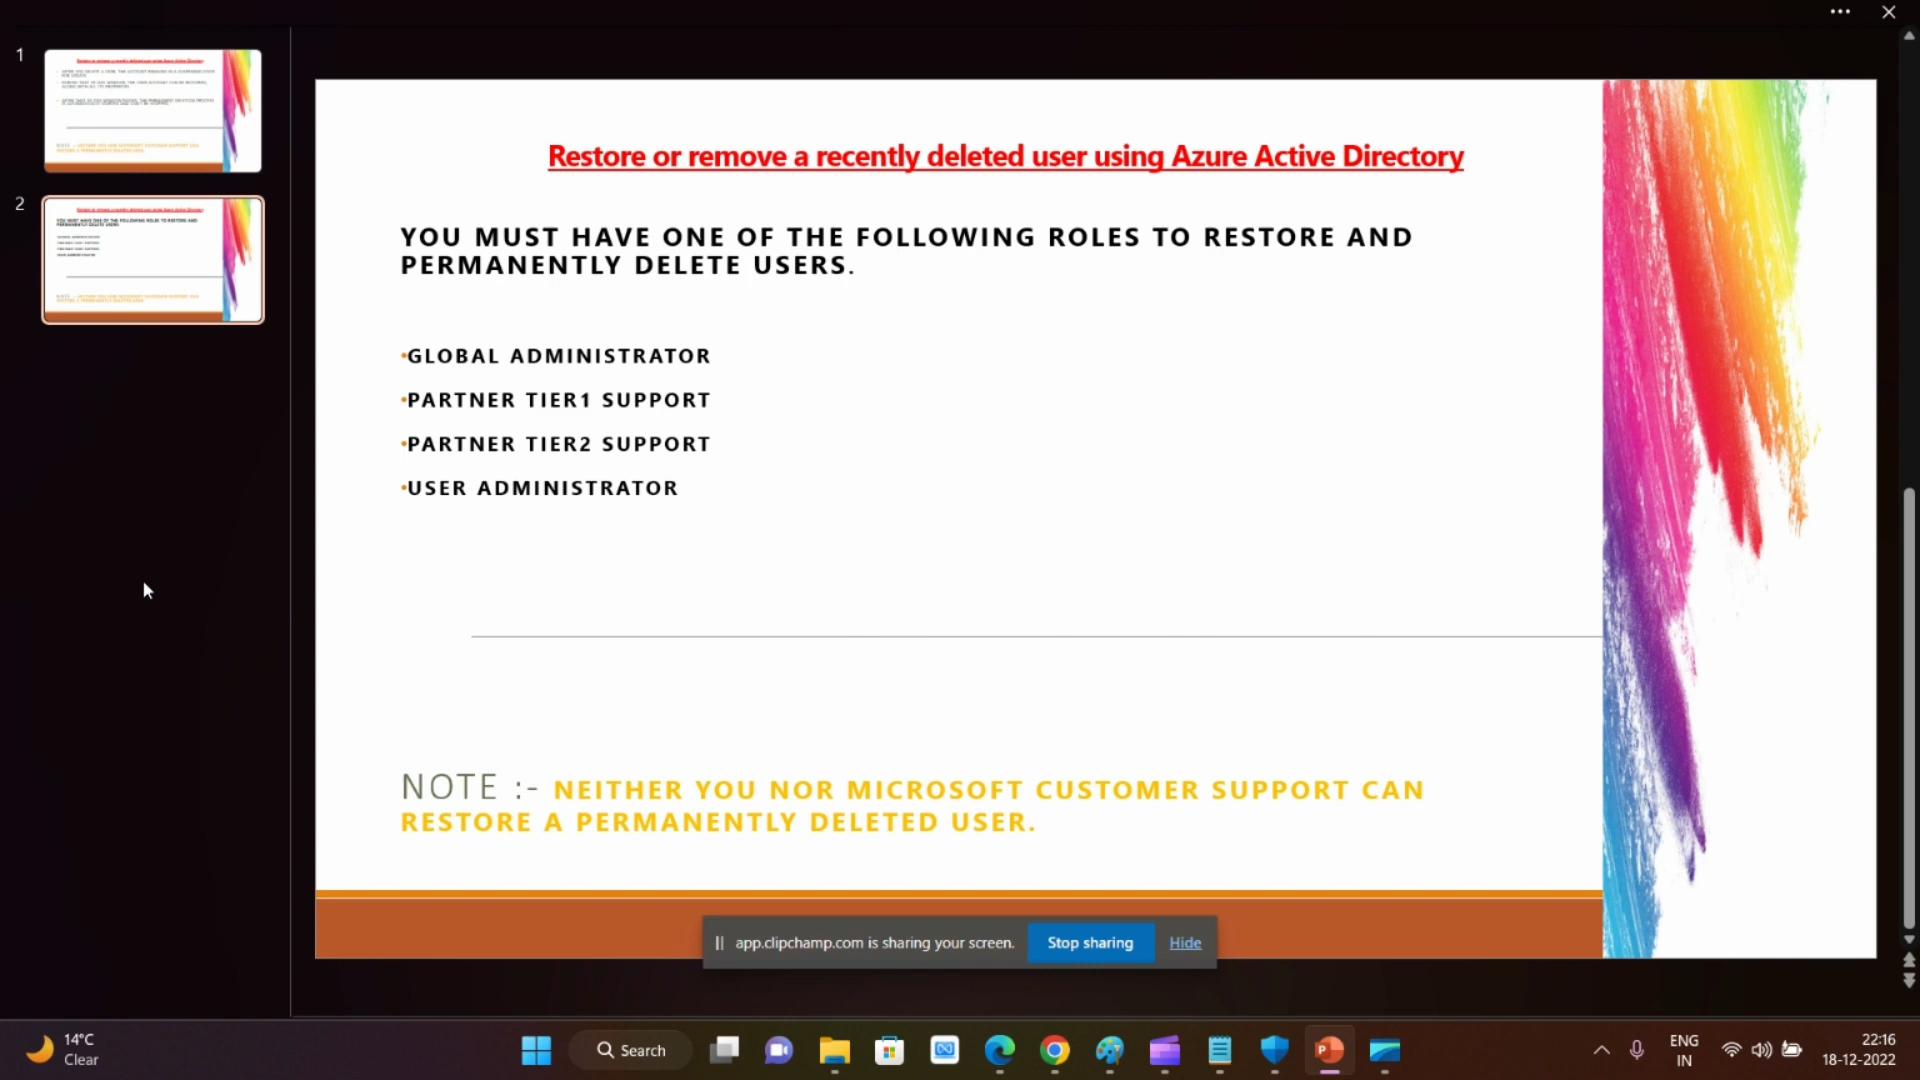 1
2
Restore or remove a recently deleted user using Azure Active Directory
YOU MUST HAVE ONE OF THE FOLLOWING ROLES TO RESTORE AND
PERMANENTLY DELETE USERS.
•GLOBAL ADMINISTRATOR
•PARTNER TIER1 SUPPORT
•PARTNER TIER2 SUPPORT
•USER ADMINISTRATOR
NOTE :- NEITHER YOU NOR MICROSOFT CUSTOMER SUPPORT CAN
RESTORE A PERMANENTLY DELETED USER.
app.clipchamp.com is sharing your screen. Stop sharing Hide
14°C
Clear
Search
ENG
IN
22:16
18-12-2022